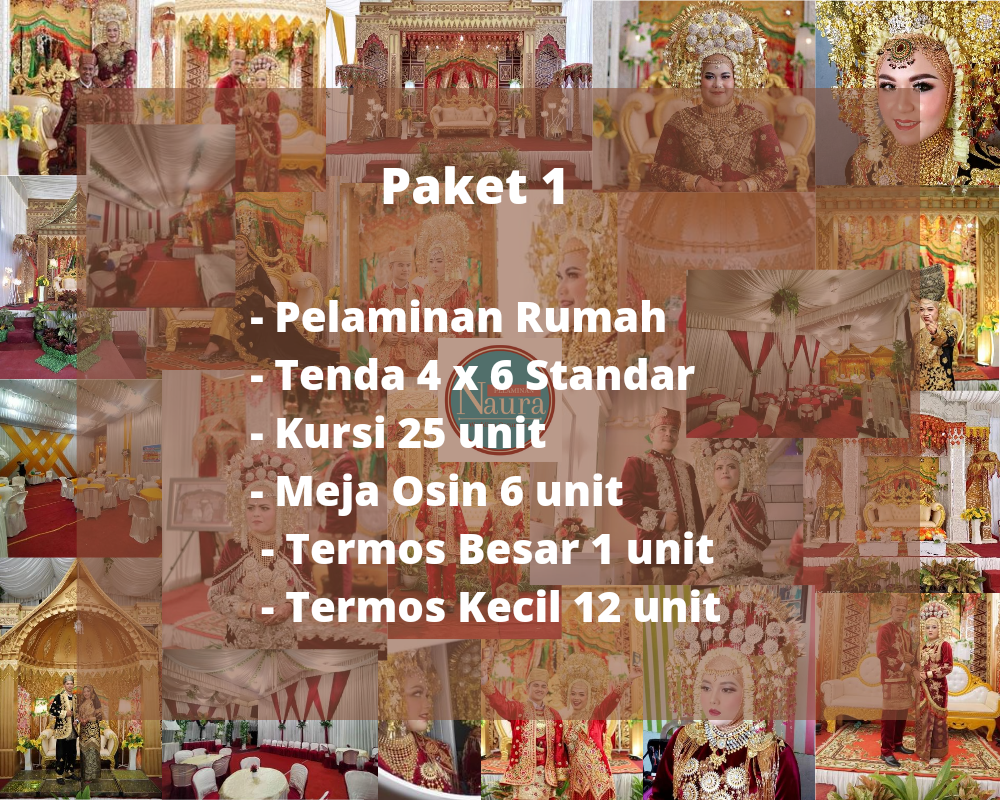 Paket 1
- Pelaminan Rumah
- Tenda 4 x 6 Standar
- Kursi 25 unit
- Meja Osin 6 unit
- Termos Besar 1 unit
- Termos Kecil 12 unit
Naura